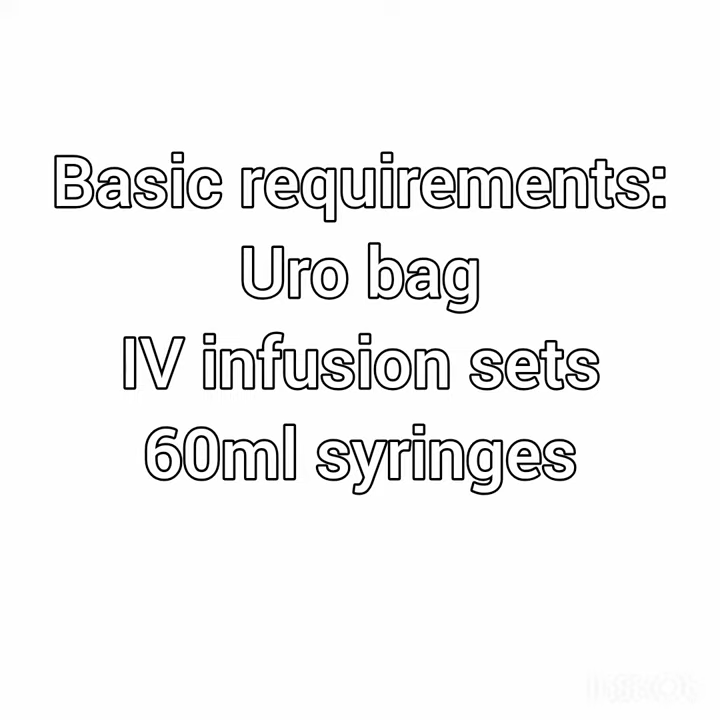 Basic requirements:
Uro bag
IV infusion sets
60ml syringes